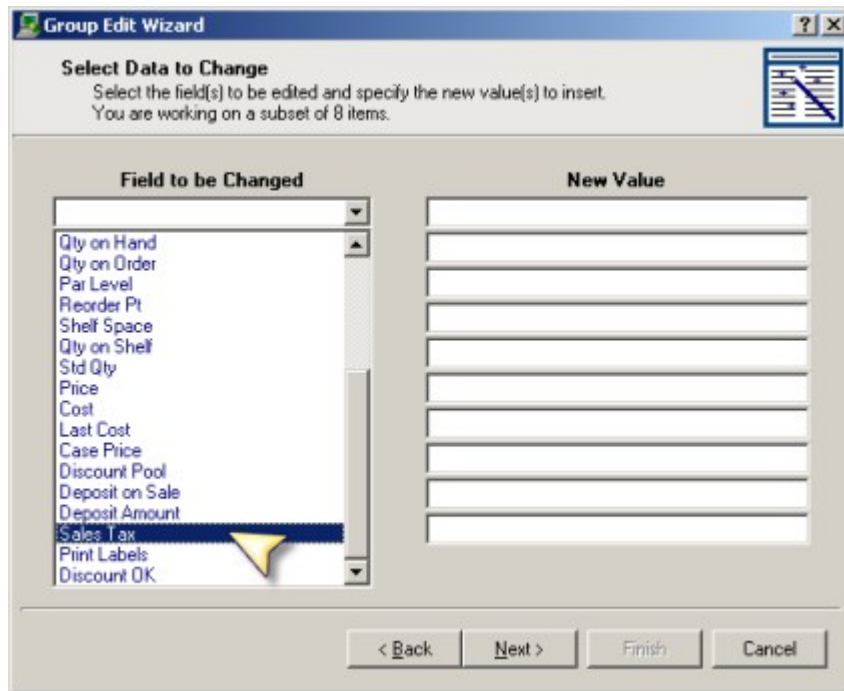 Group Edit Wizard
Select Data to Change
Select the field(s) to be edited and specify the new value(s) to insert.
You are working on a subset of 8 items.
Field to be Changed
New Value
Qty on Hand
Qty on Order
Par Level
Reorder Pt
Shelf Space
Qty on Shelf
Std Qty
Price
Cost
Last Cost
Case Price
Discount Pool
Deposit on Sale
Deposit Amount
Sales Tax
Print Labels
Discount OK
< Back
Next >
Finish
Cancel